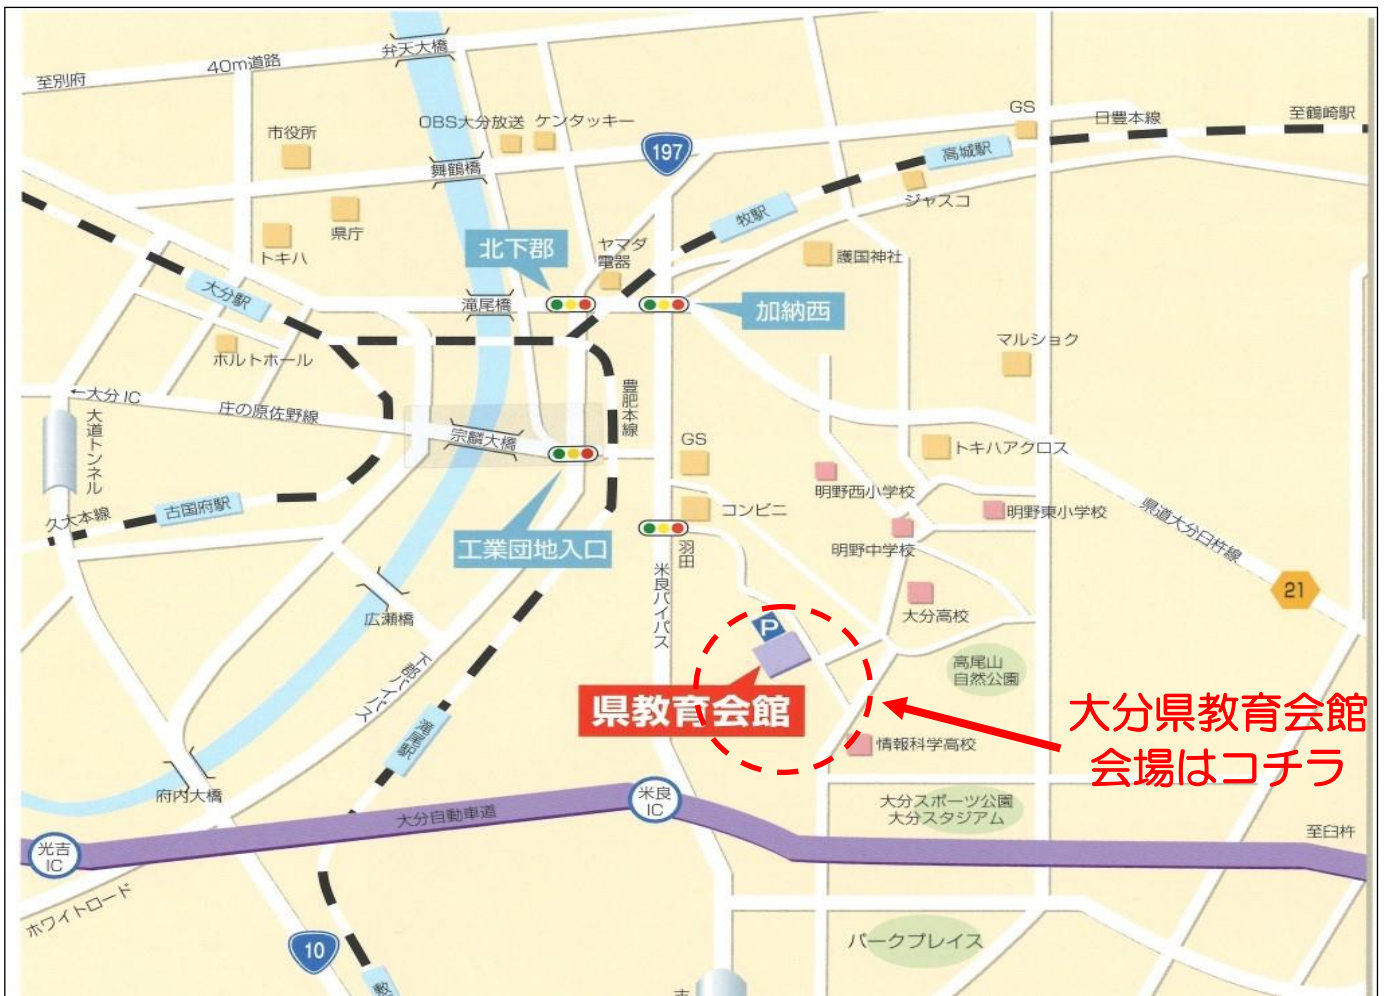 弁天大橋
40m道路
至別府
GS
日豊本線
至鶴崎駅
市役所
OBS大分放送
ケンタッキー
197
高城駅
舞鶴橋
ジャスコ
県庁
牧駅
トキハ
北下郡
ヤマダ
電器
護国神社
大分駅
滝尾橋
加納西
ホルトホール
マルショク
←大分IC
庄の原佐野線
豊肥本線
大道トンネル
宗麟大橋
GS
トキハアクロス
明野西小学校
古国府駅
久大本線
コンビニ
明野東小学校
県道大分臼杵線
工業団地入口
羽田
明野中学校
21
米良バイパス
広瀬橋
大分高校
P
下郡バイパス
高尾山
自然公園
県教育会館
大分県教育会館
会場はコチラ
滝尾駅
情報科学高校
府内大橋
米良
IC
大分スポーツ公園
大分スタジアム
大分自動車道
至臼杵
光吉
IC
ホワイトロード
10
パークプレイス